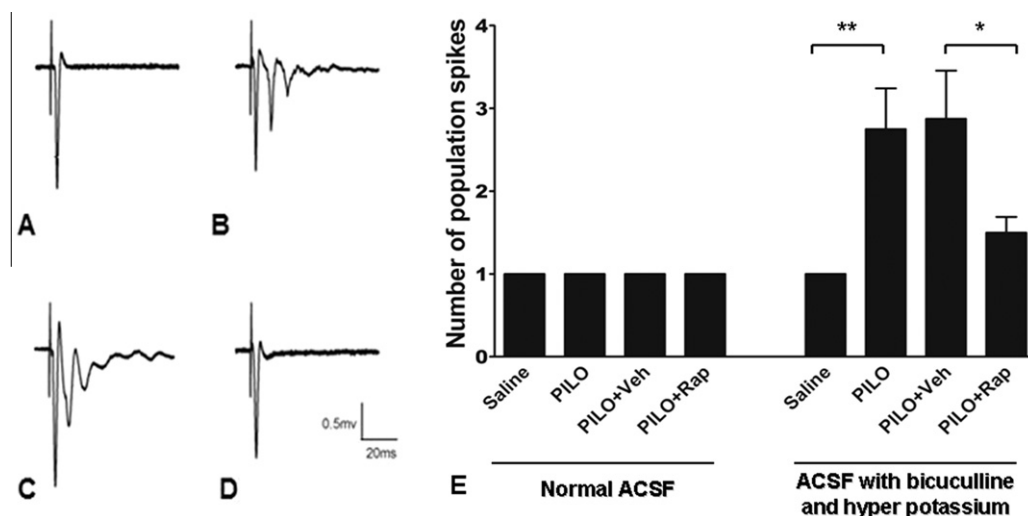 A
B
C
D
0.5mv
20ms
E
Number of population spikes
4
3
2
1
0
**
*
Saline
PILO
PILO+Veh
PILO+Rap
Saline
PILO
PILO+Veh
PILO+Rap
Normal ACSF
ACSF with bicuculline
and hyper potassium